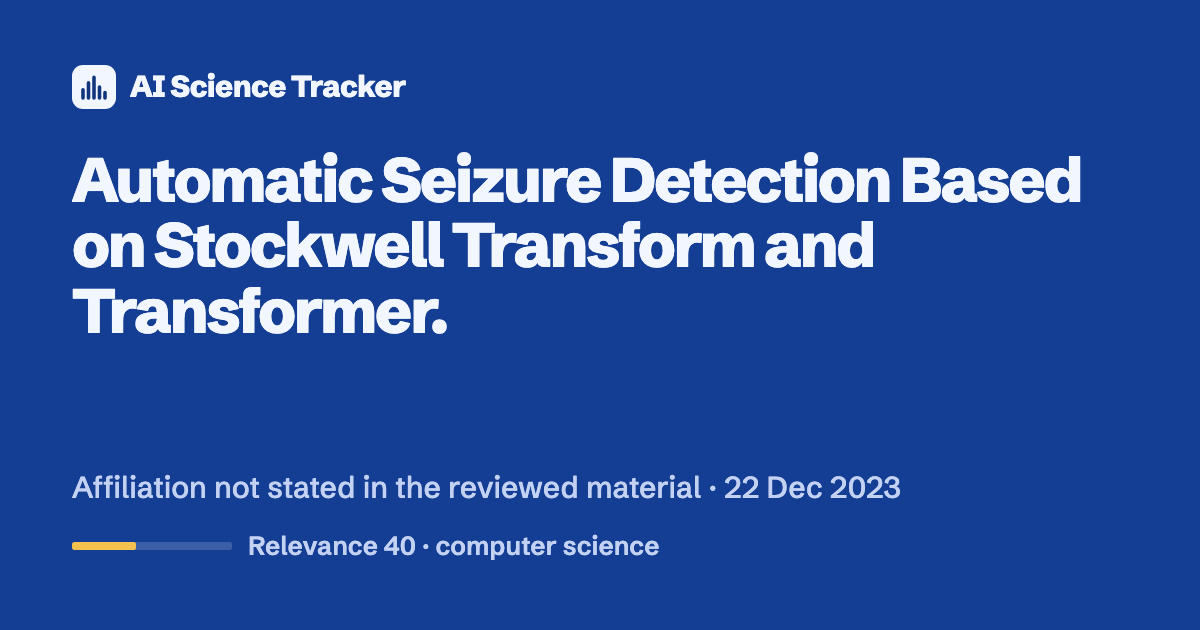 AI Science Tracker
Automatic Seizure Detection Based
on Stockwell Transform and
Transformer.
Affiliation not stated in the reviewed material · 22 Dec 2023
Relevance 40 · computer science